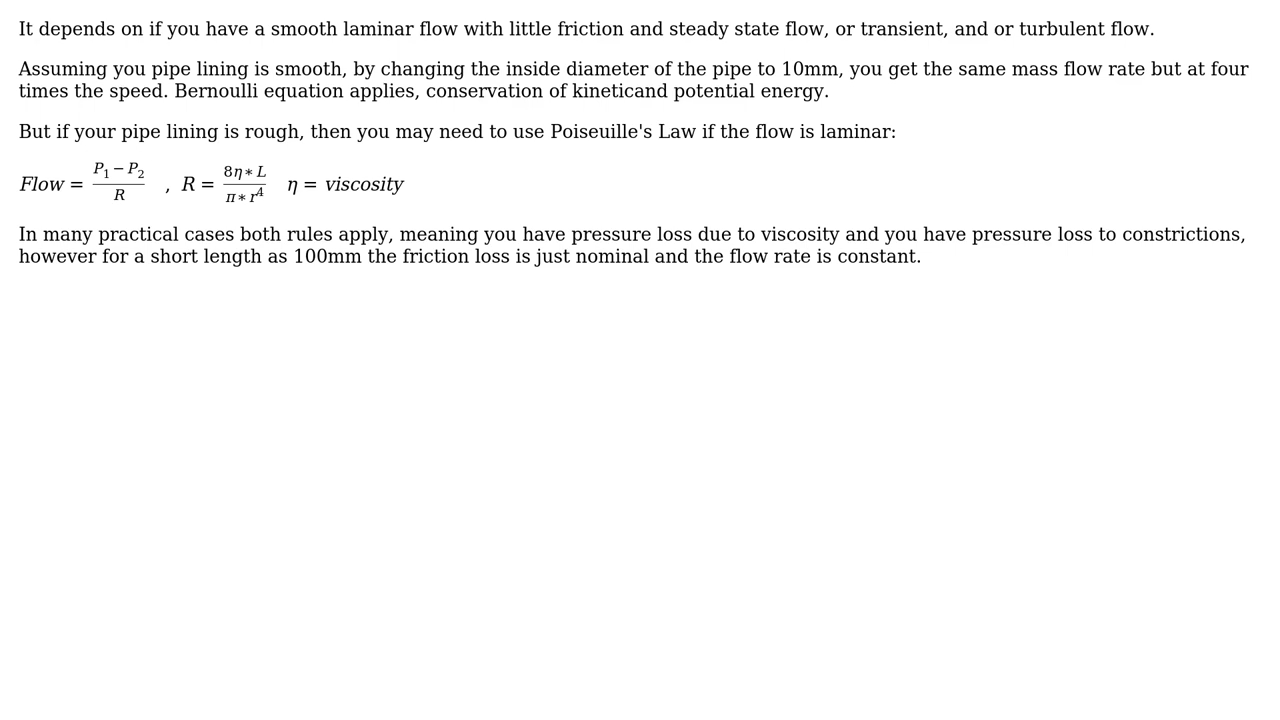 It depends on if you have a smooth laminar flow with little friction and steady state flow, or transient, and or turbulent flow.
Assuming you pipe lining is smooth, by changing the inside diameter of the pipe to 10mm, you get the same mass flow rate but at four
times the speed. Bernoulli equation applies, conservation of kineticand potential energy.
But if your pipe lining is rough, then you may need to use Poiseuille's Law if the flow is laminar:
Flow = \frac{P_1 - P_2}{R} , R = \frac{8η * L}{π * r^4} η = viscosity
In many practical cases both rules apply, meaning you have pressure loss due to viscosity and you have pressure loss to constrictions,
however for a short length as 100mm the friction loss is just nominal and the flow rate is constant.